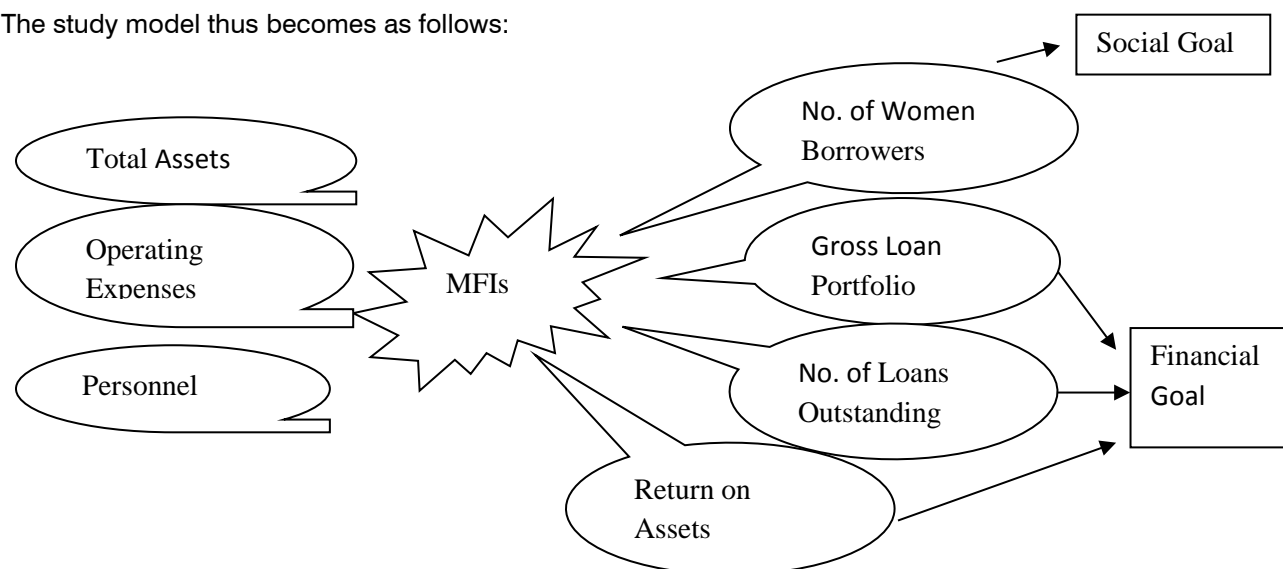 The study model thus becomes as follows:
Social Goal
No. of Women
Borrowers
Total Assets
Operating
Expenses
MFIs
Gross Loan
Portfolio
Personnel
No. of Loans
Outstanding
Financial
Goal
Return on
Assets